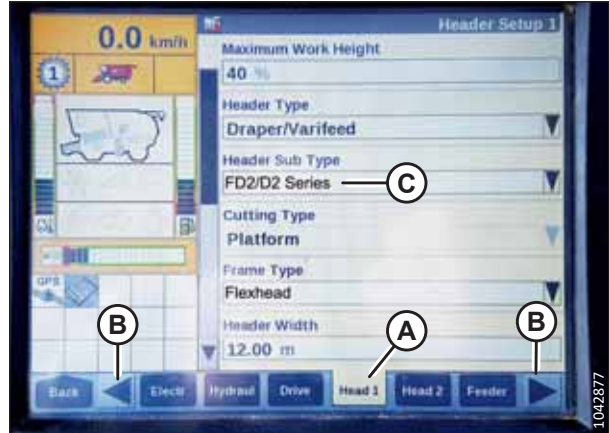 0.0 km/h
Header Setup 1
1
Maximum Work Height
40 %
Header Type
Draper/Varifeed
Header Sub Type
FD2/D2 Series
C
Cutting Type
Platform
Frame Type
Flexhead
GPS
Header Width
12.00 m
B
A
B
Back
Electr
Hydraul
Drive
Head 1
Head 2
Feeder
1042877